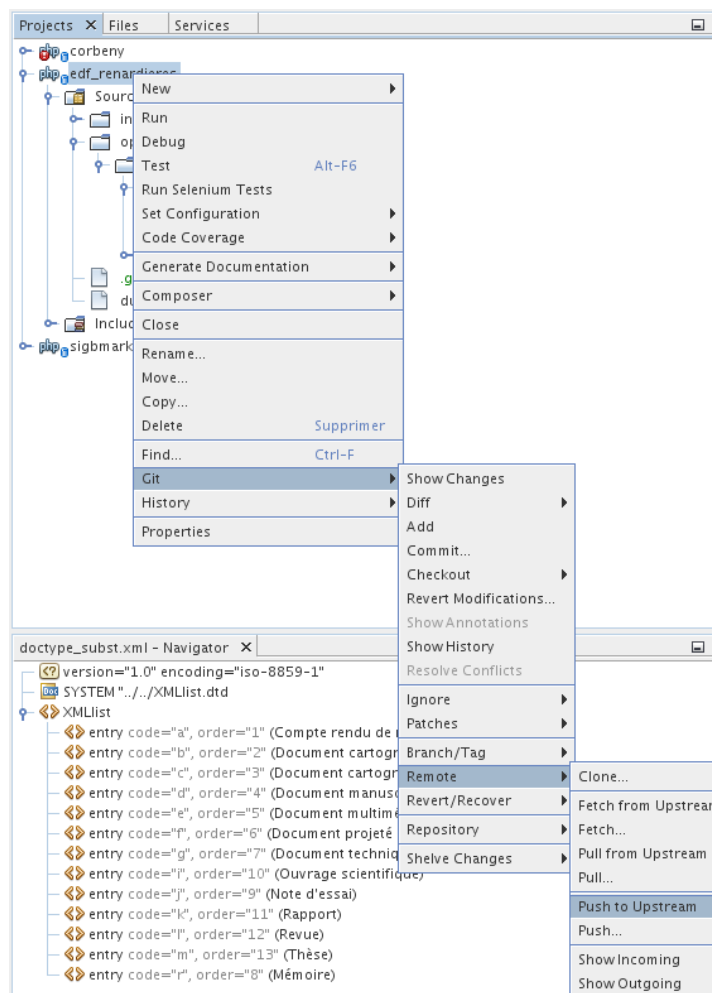 Projects Files Services
php corbeny
php edf_renardieres
Sourc
in
op
.g
du
Includ
php sigbmark
New
Run
Debug
Test Alt-F6
Run Selenium Tests
Set Configuration
Code Coverage
Generate Documentation
Composer
Close
Rename...
Move...
Copy...
Delete Supprimer
Find... Ctrl-F
Git
History
Properties
Show Changes
Diff
Add
Commit...
Checkout
Revert Modifications...
Show Annotations
Show History
Resolve Conflicts
Ignore
Patches
Branch/Tag
Remote
Revert/Recover
Repository
Shelve Changes
Clone...
Fetch from Upstream
Fetch...
Pull from Upstream
Pull...
Push to Upstream
Push...
Show Incoming
Show Outgoing
doctype_subst.xml - Navigator
<?> version="1.0" encoding="iso-8859-1"
Doc SYSTEM "../../XMLlist.dtd
<> XMLlist
<> entry code="a", order="1" (Compte rendu de
<> entry code="b", order="2" (Document cartogr
<> entry code="c", order="3" (Document cartogr
<> entry code="d", order="4" (Document manusc
<> entry code="e", order="5" (Document multimé
<> entry code="f", order="6" (Document projeté
<> entry code="g", order="7" (Document techniq
<> entry code="i", order="10" (Ouvrage scientifique)
<> entry code="j", order="9" (Note d'essai)
<> entry code="k", order="11" (Rapport)
<> entry code="l", order="12" (Revue)
<> entry code="m", order="13" (Thèse)
<> entry code="r", order="8" (Mémoire)